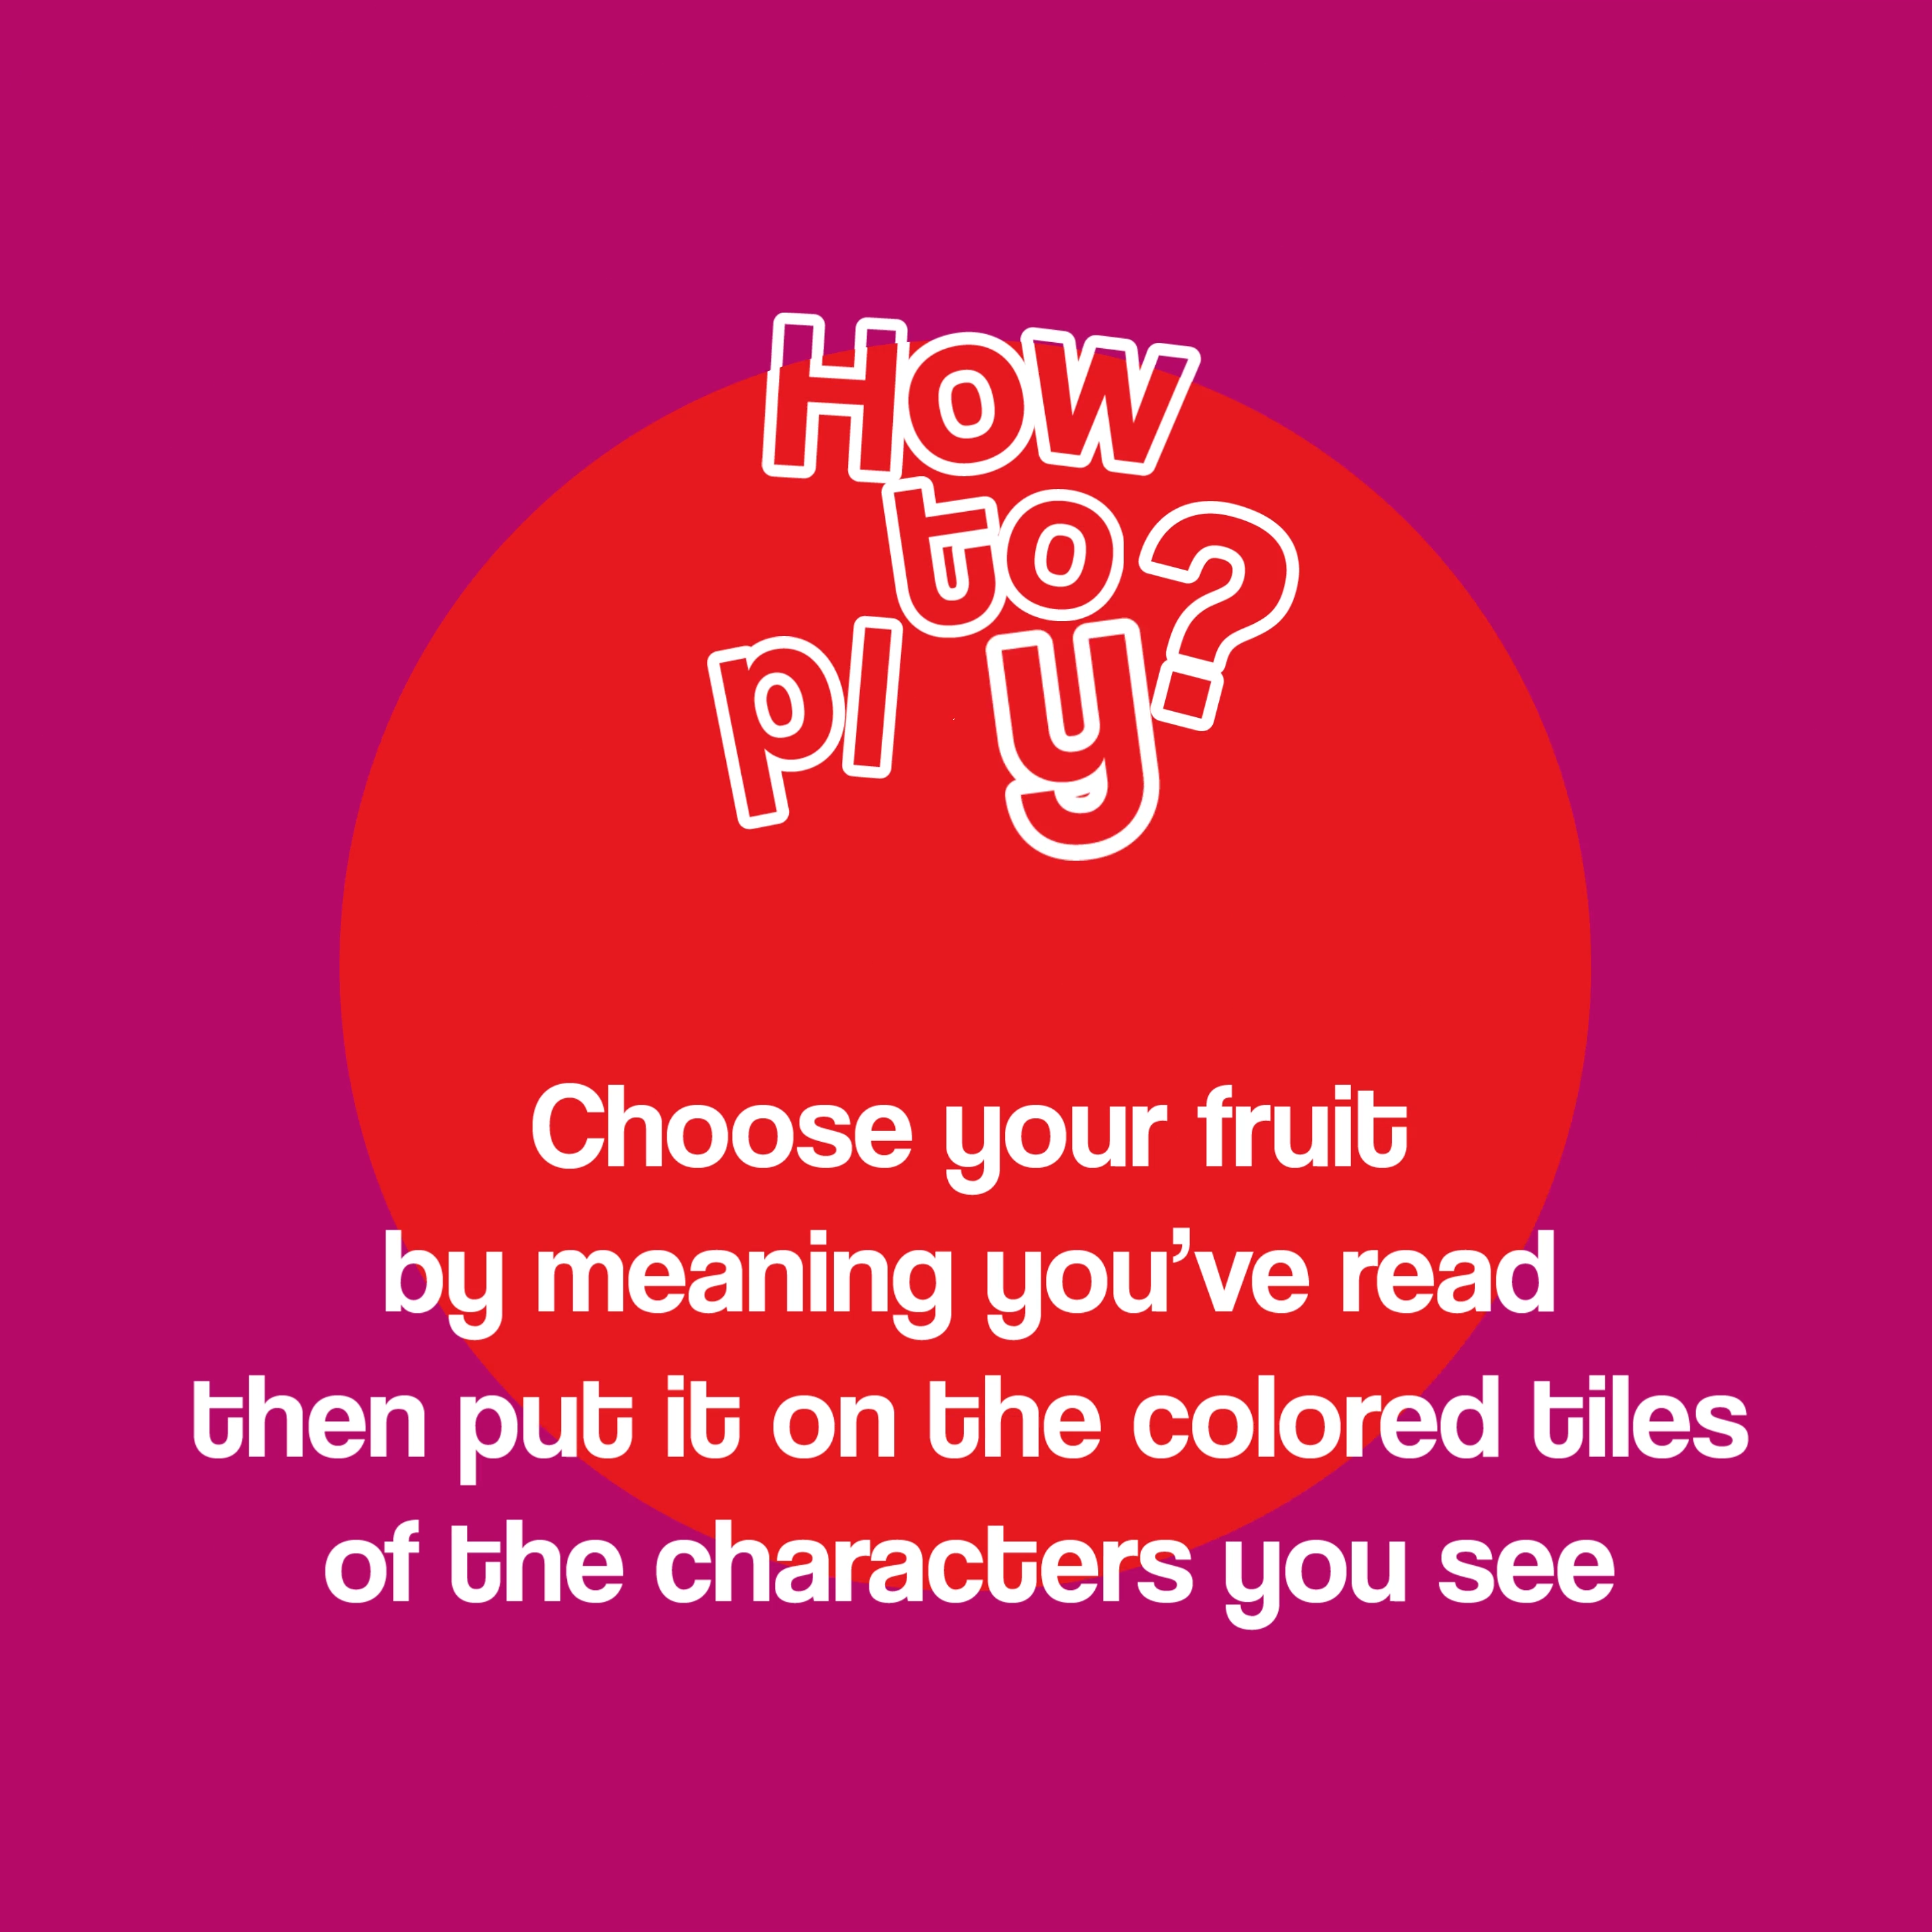 How
to?
pl y
Choose your fruit
by meaning you’ve read
then put it on the colored tiles
of the characters you see